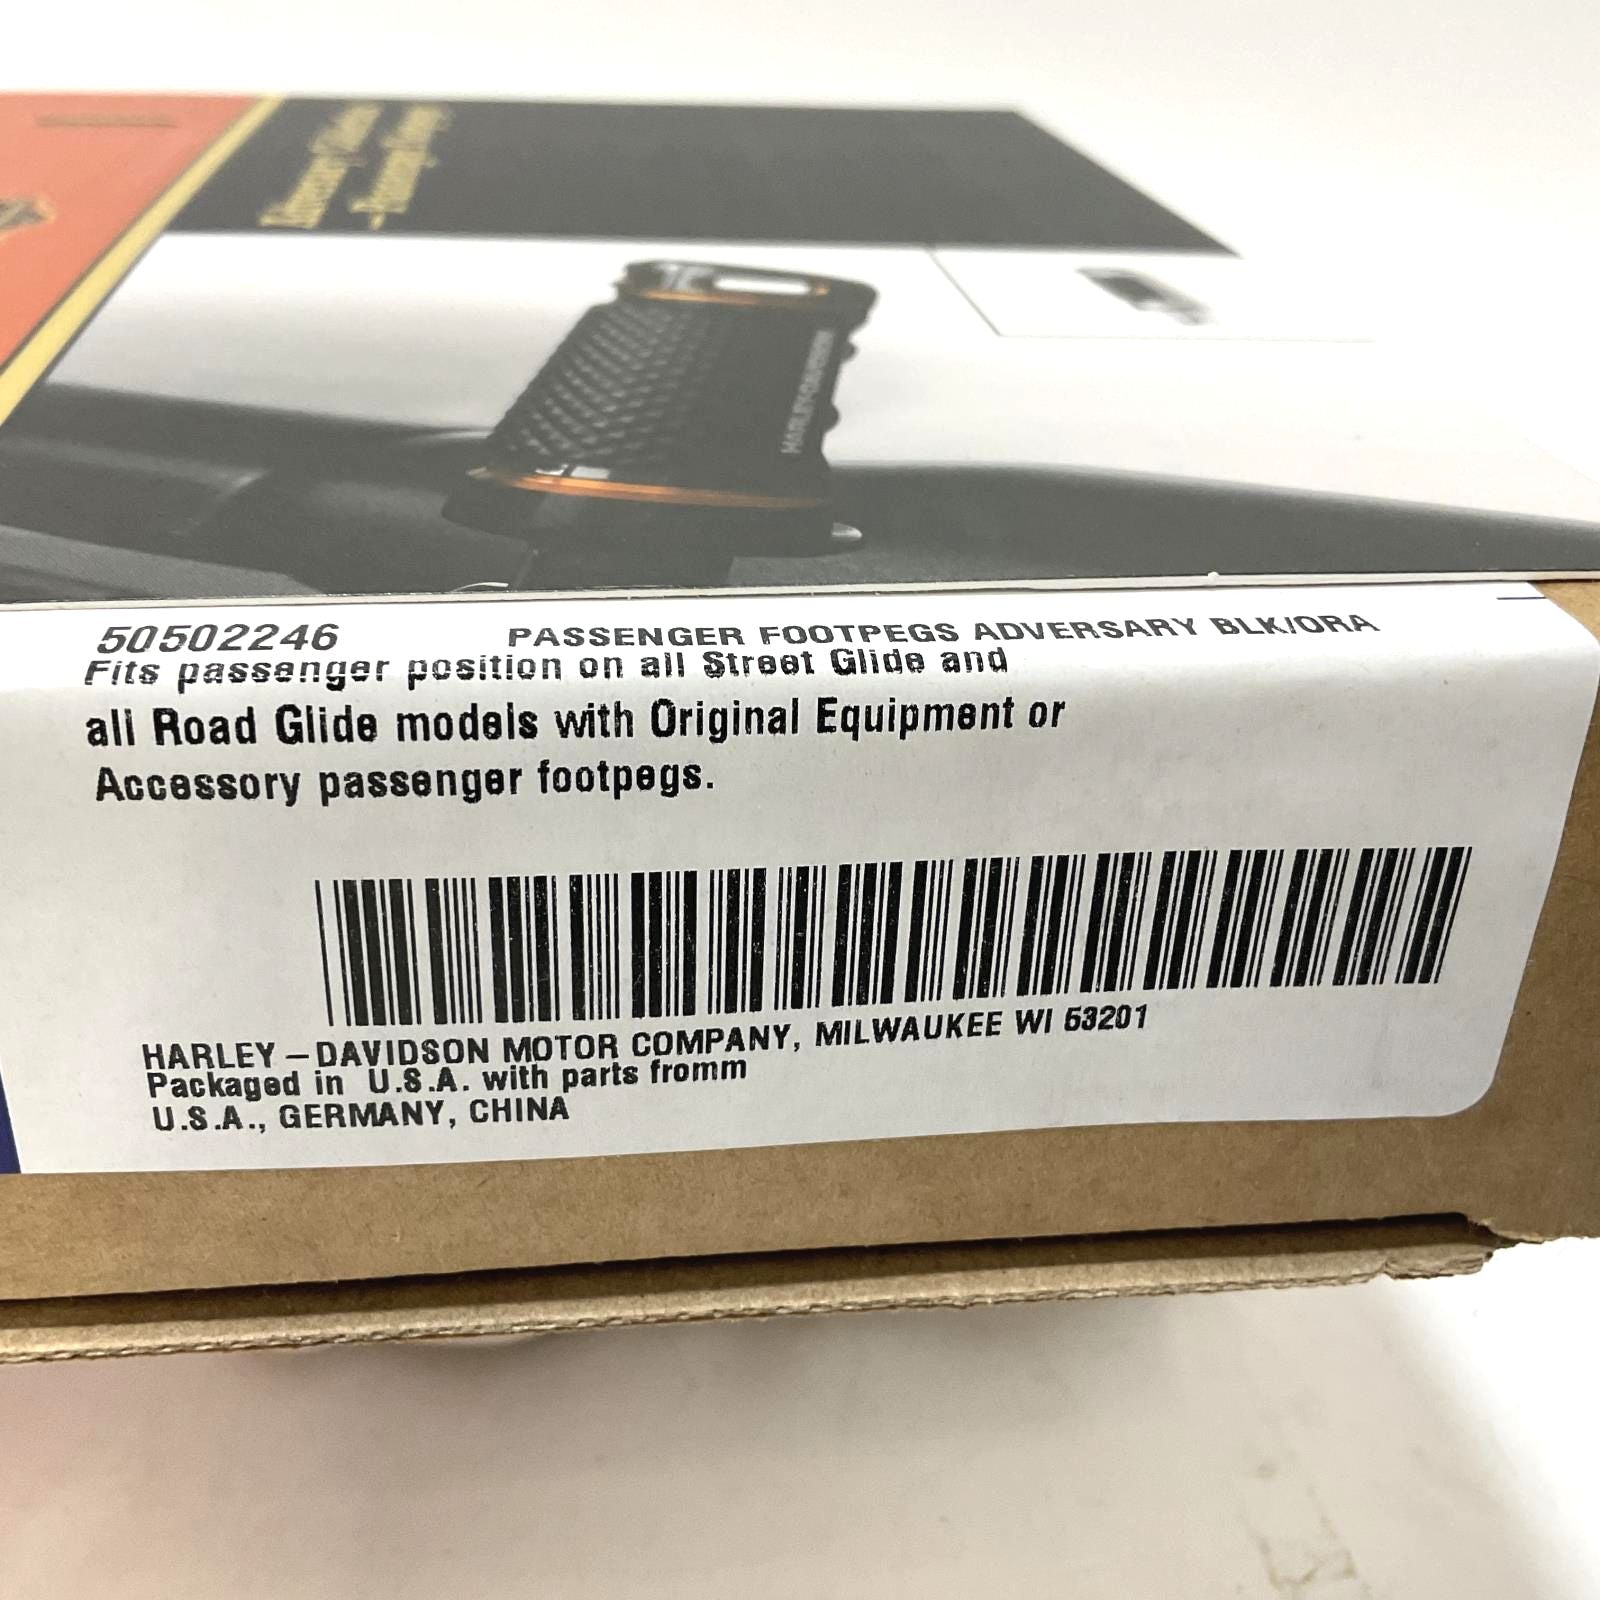 HARLEY-DAVIDSON
50502246 PASSENGER FOOTPEGS ADVERSARY BLK/ORA
Fits passenger position on all Street Glide and
all Road Glide models with Original Equipment or
Accessory passenger footpegs.
HARLEY-DAVIDSON MOTOR COMPANY, MILWAUKEE WI 53201
Packaged in U.S.A. with parts fromm
U.S.A., GERMANY, CHINA